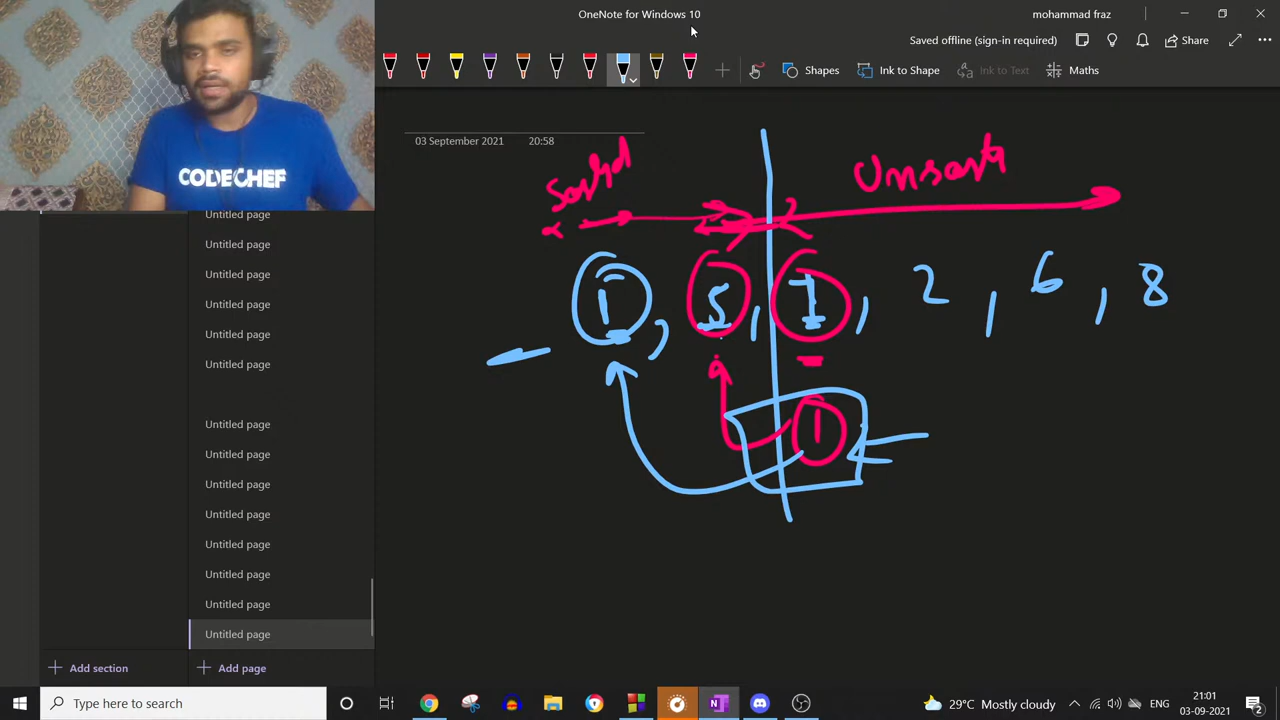 OneNote for Windows 10
mohammad fraz
Saved offline (sign-in required)
Share
Shapes
Ink to Shape
Ink to Text
Maths
CODECHEF
03 September 2021 20:58
Untitled page
Untitled page
Untitled page
Untitled page
Untitled page
Untitled page
Untitled page
Untitled page
Untitled page
Untitled page
Untitled page
Untitled page
Untitled page
Untitled page
1, 5, 7, 2, 6, 8
1
Add section
Add page
Type here to search
29°C Mostly cloudy
ENG
21:01
03-09-2021
2